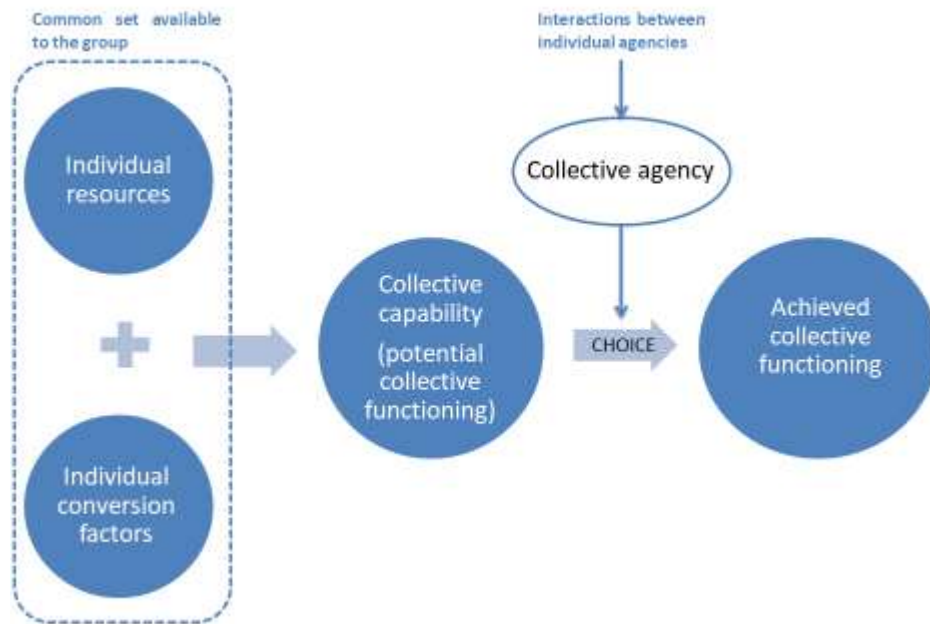 Common set available
to the group
Interactions between
individual agencies
Individual
resources
Collective agency
Collective
capability
(potential
collective
functioning)
CHOICE
Achieved
collective
functioning
Individual
conversion
factors